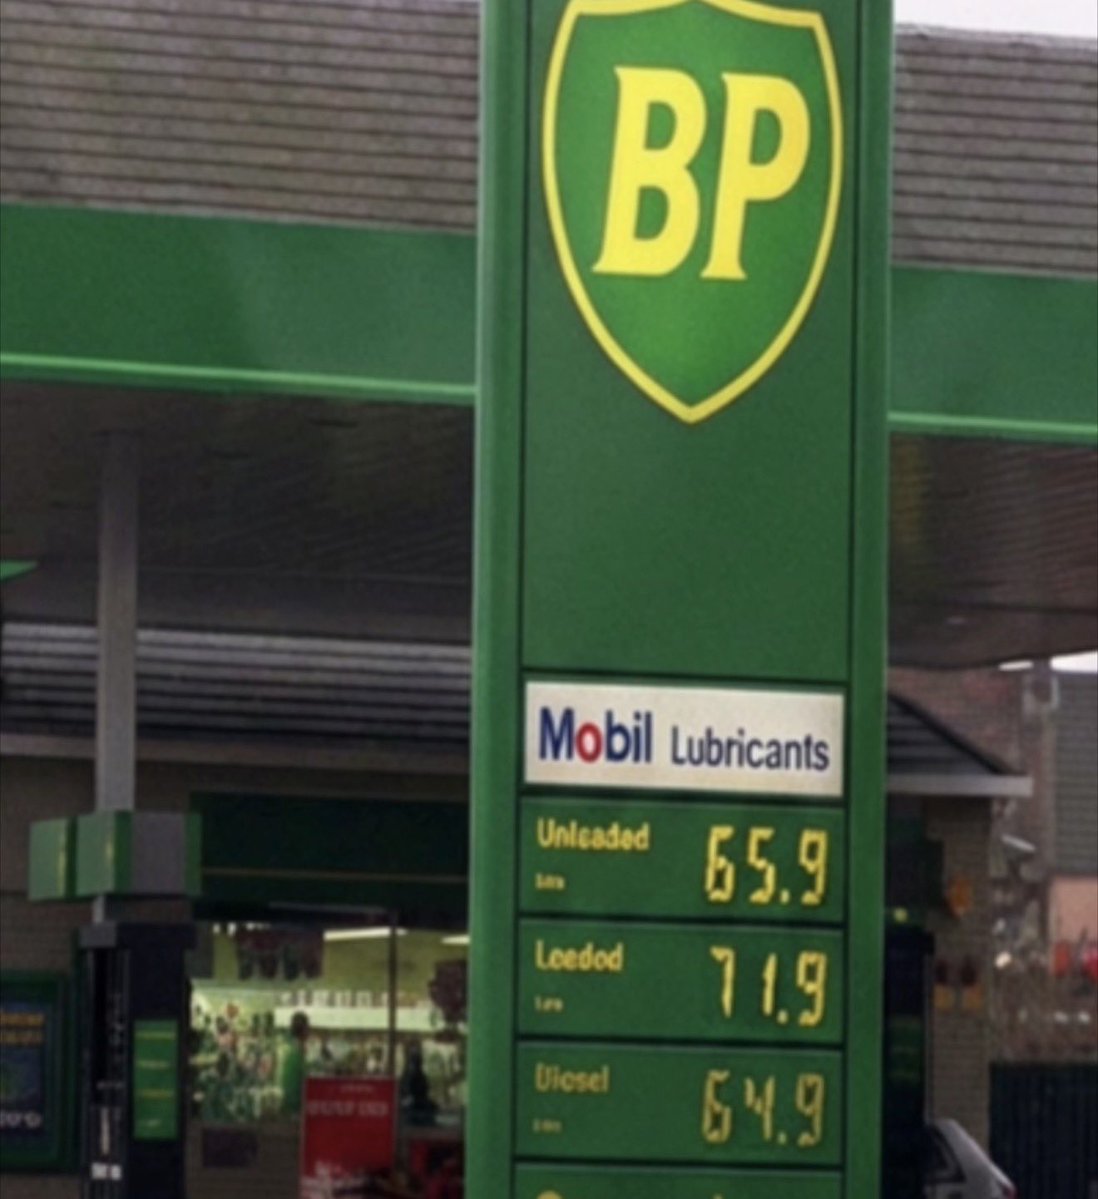 BP
Mobil Lubricants
Unleaded 65.9
Leaded 71.9
Diesel 64.9